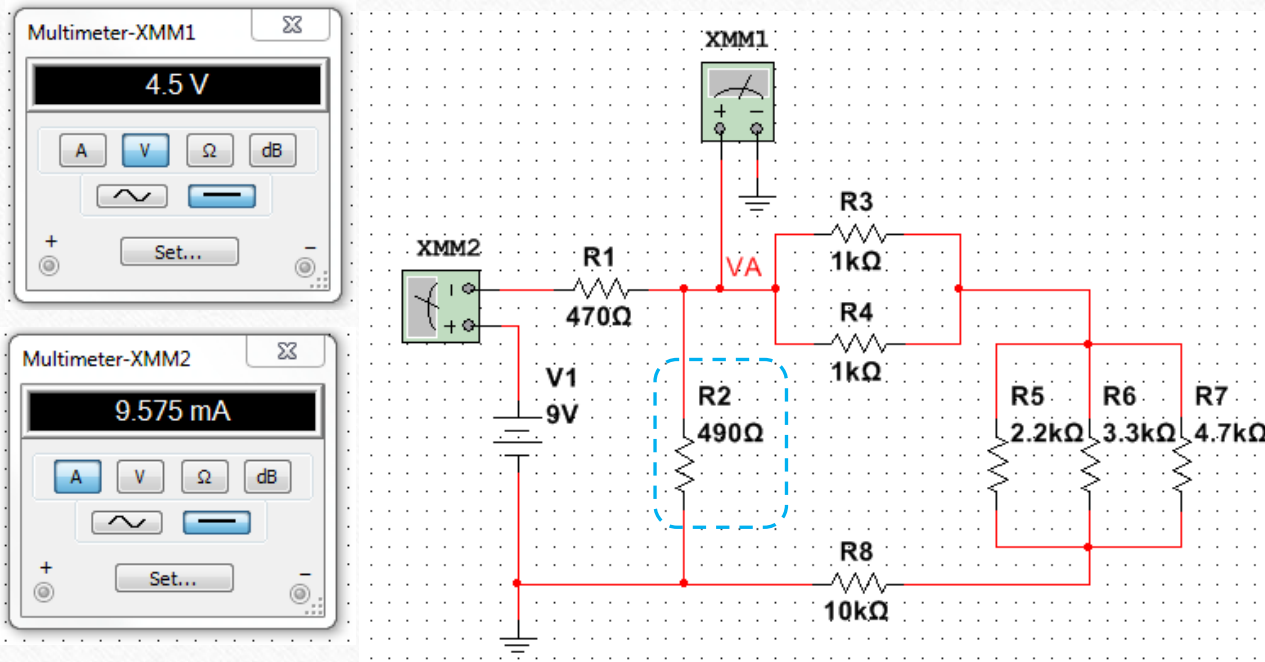 Multimeter-XMM1
4.5 V
A
V
Ω
dB
+
Set...
−
Multimeter-XMM2
9.575 mA
A
V
Ω
dB
+
Set...
−
XMM1
+ −
XMM2
−
+
R1
470Ω
VA
R3
1kΩ
R4
1kΩ
V1
9V
R2
490Ω
R5
2.2kΩ
R6
3.3kΩ
R7
4.7kΩ
R8
10kΩ